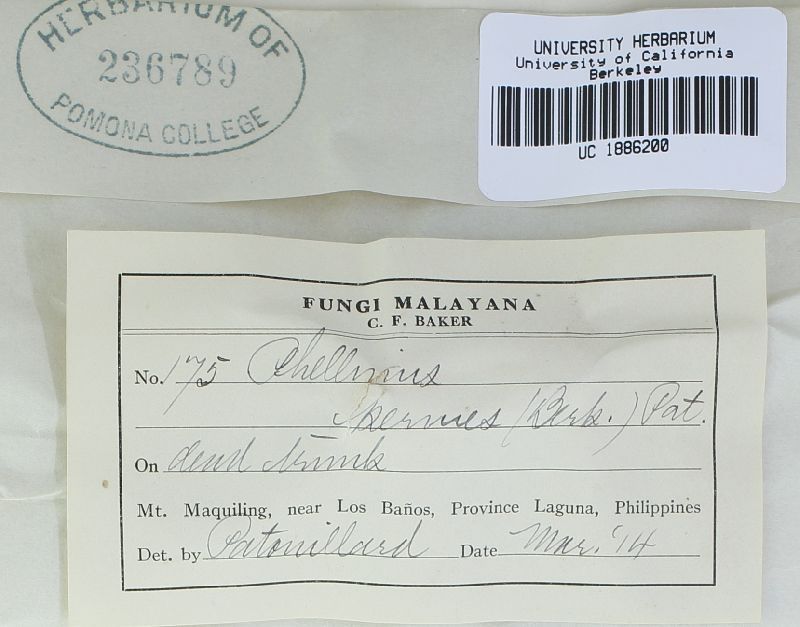 HERBARIUM OF
236789
POMONA COLLEGE
UNIVERSITY HERBARIUM
University of California
Berkeley
UC 1886200
FUNGI MALAYANA
C. F. BAKER
No. 175 Phellinus
(Berk.) Pat.
On dead trunk
Mt. Maquiling, near Los Baños, Province Laguna, Philippines
Det. by Patouillard Date Mar. '14